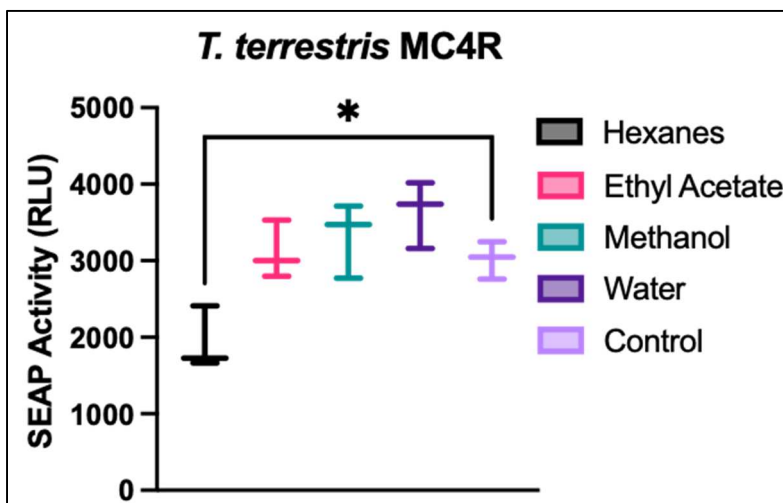 T. terrestris MC4R
*
SEAP Activity (RLU)
5000
4000
3000
2000
1000
0
Hexanes
Ethyl Acetate
Methanol
Water
Control